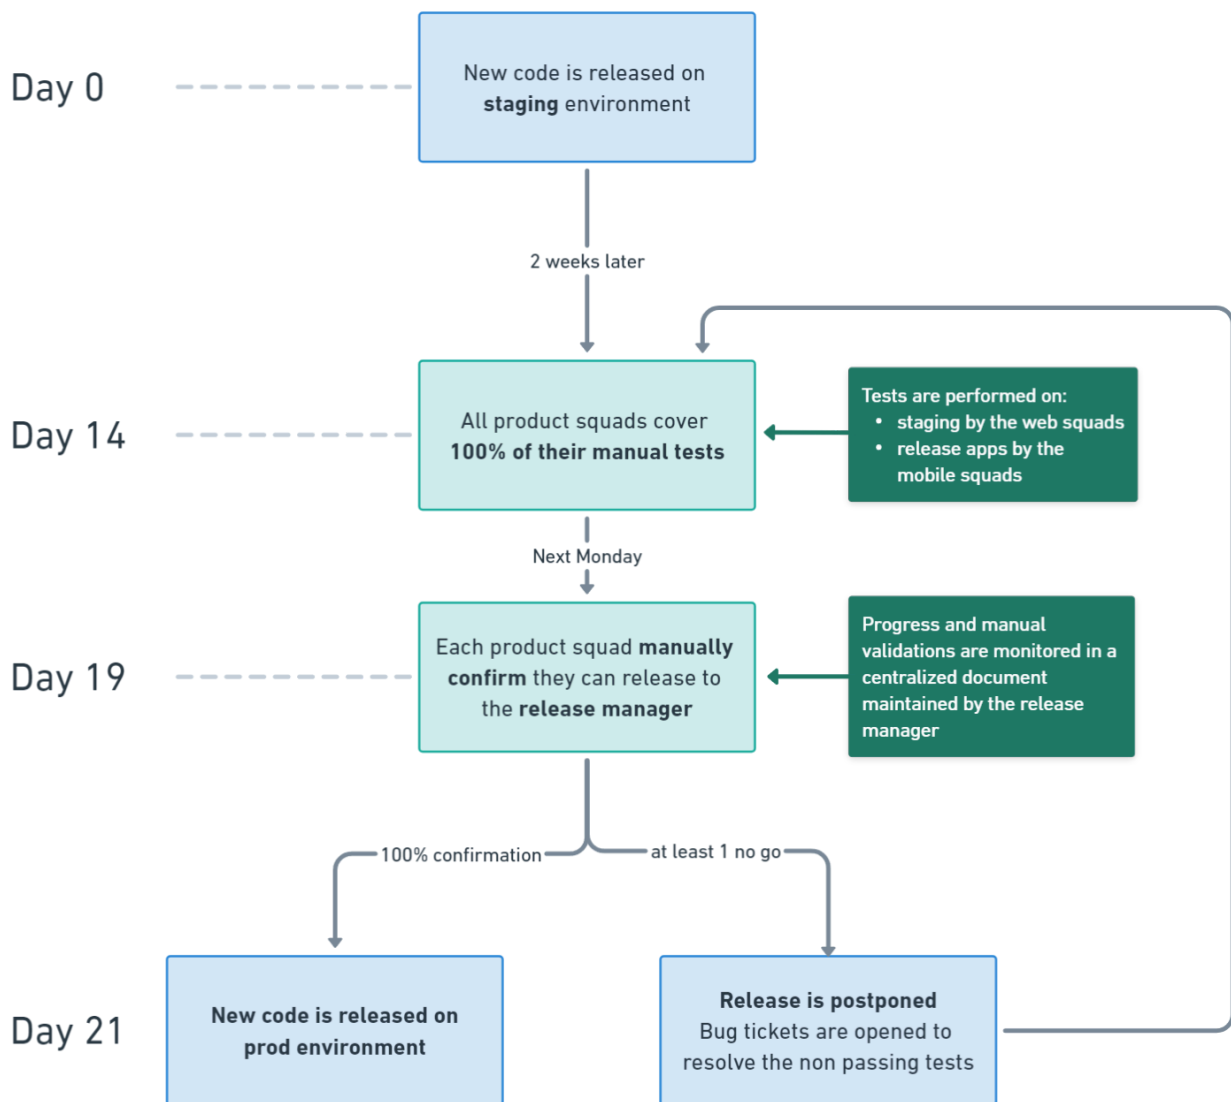 Day 0
New code is released on
staging environment
2 weeks later
Day 14
All product squads cover
100% of their manual tests
Tests are performed on:
• staging by the web squads
• release apps by the
mobile squads
Next Monday
Day 19
Each product squad manually
confirm they can release to
the release manager
Progress and manual
validations are monitored in a
centralized document
maintained by the release
manager
100% confirmation
at least 1 no go
Day 21
New code is released on
prod environment
Release is postponed
Bug tickets are opened to
resolve the non passing tests